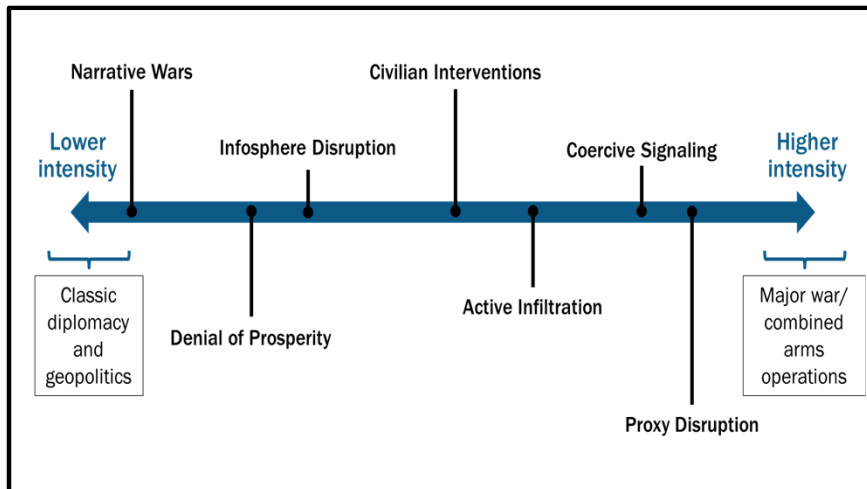 Narrative Wars
Civilian Interventions
Lower
intensity
Infosphere Disruption
Coercive Signaling
Higher
intensity
Classic
diplomacy
and
geopolitics
Denial of Prosperity
Active Infiltration
Major war/
combined
arms
operations
Proxy Disruption